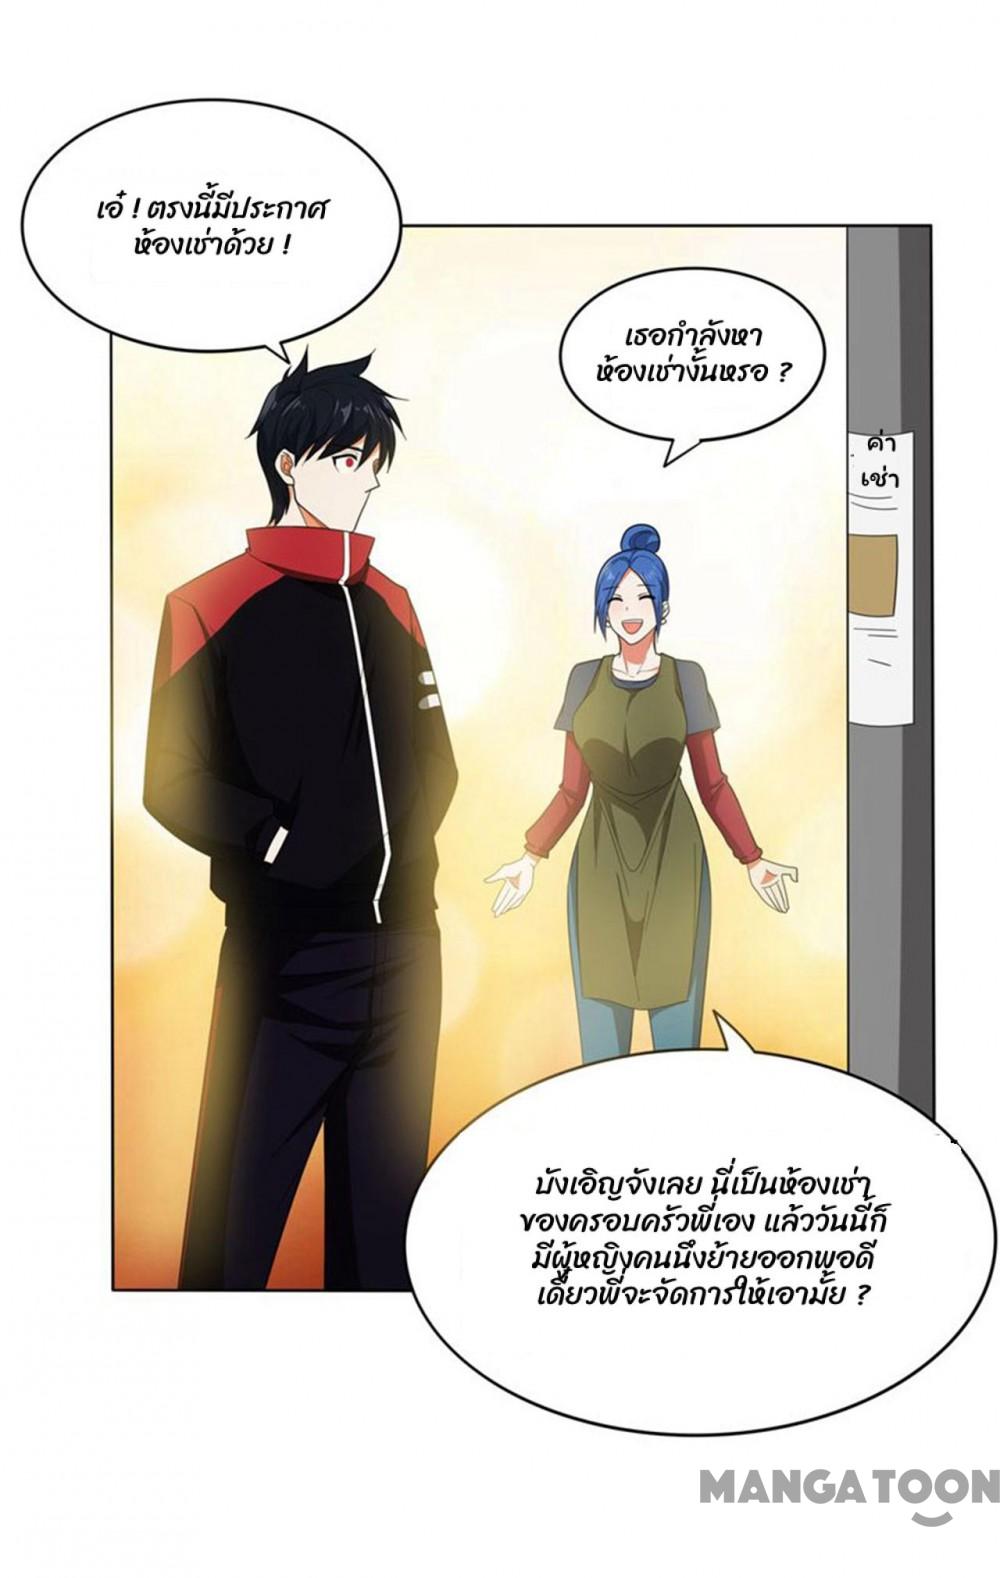 เอ๋ ! ตรงนี้มีประกาศ
ห้องเช่าด้วย !
เธอกำลังหา
ห้องเช่างั้นหรอ ?
ค่า
เช่า
บังเอิญจังเลย นี่เป็นห้องเช่า
ของครอบครัวพี่เอง แล้ววันนี้ก็
มีผู้หญิงคนนึงย้ายออกพอดี
เดี๋ยวพี่จะจัดการให้เอามั้ย ?
MANGATOON